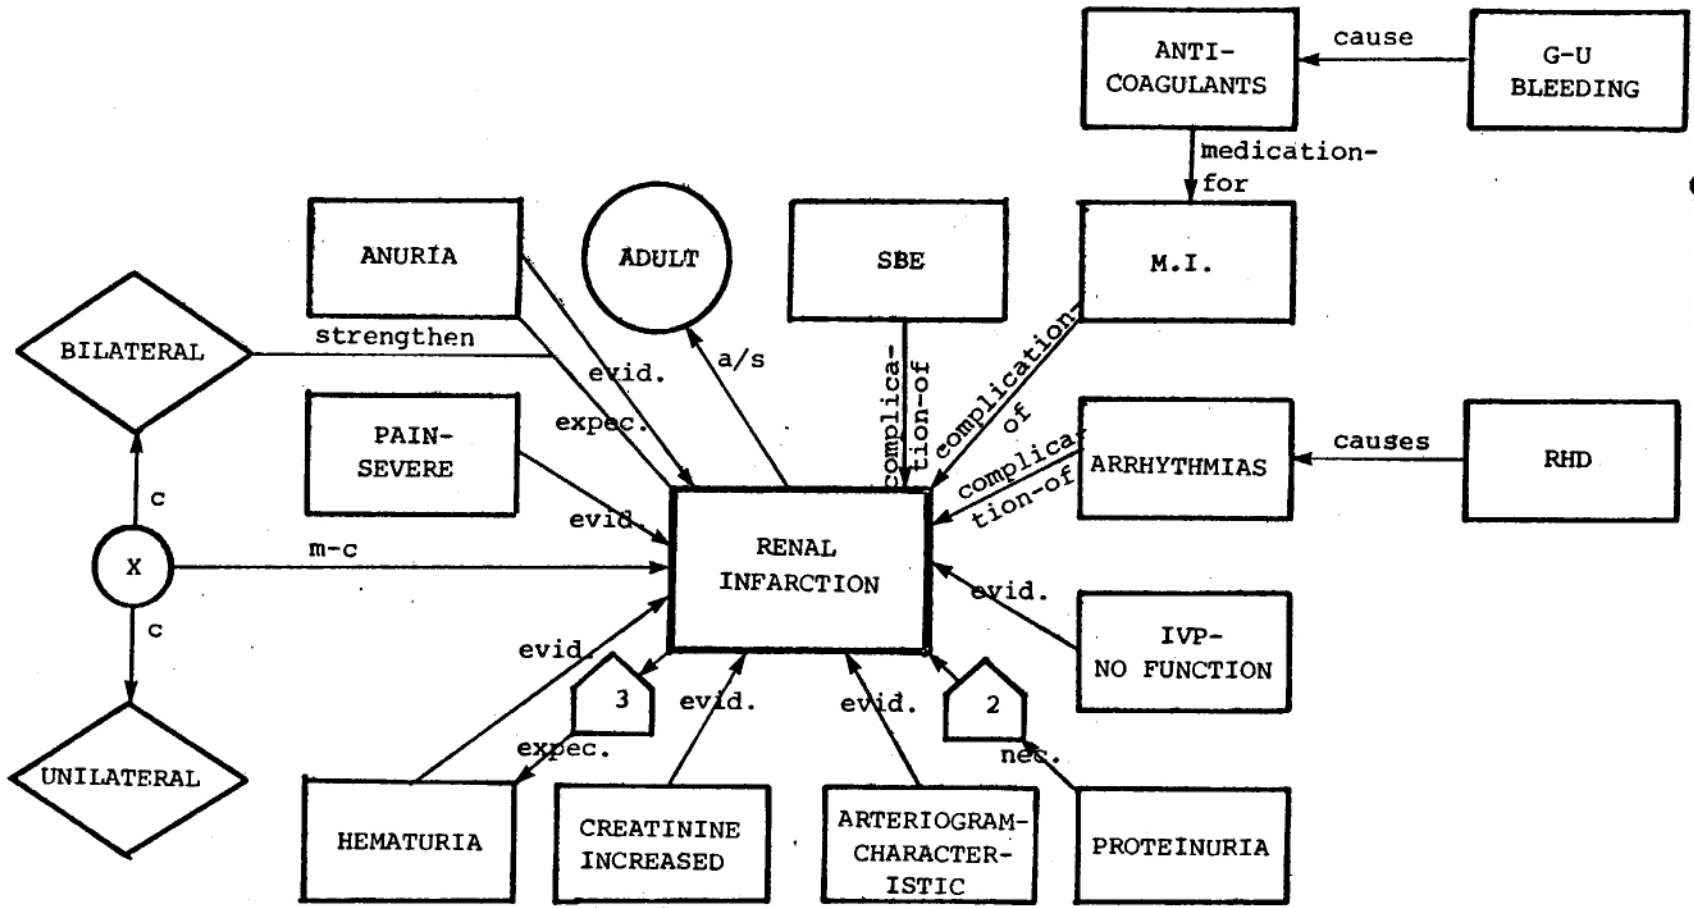 ANTI-
COAGULANTS
cause
G-U
BLEEDING
medication-
for
ANURIA
ADULT
SBE
M.I.
BILATERAL
strengthen
evid.
a/s
complica-
tion-of
complication-
of
expec.
PAIN-
SEVERE
evid.
complica-
tion-of
ARRHYTHMIAS
causes
RHD
c
X
m-c
c
RENAL
INFARCTION
evid.
IVP-
NO FUNCTION
evid.
3
expec.
evid.
evid.
2
nec.
UNILATERAL
HEMATURIA
CREATININE
INCREASED
ARTERIOGRAM-
CHARACTER-
ISTIC
PROTEINURIA